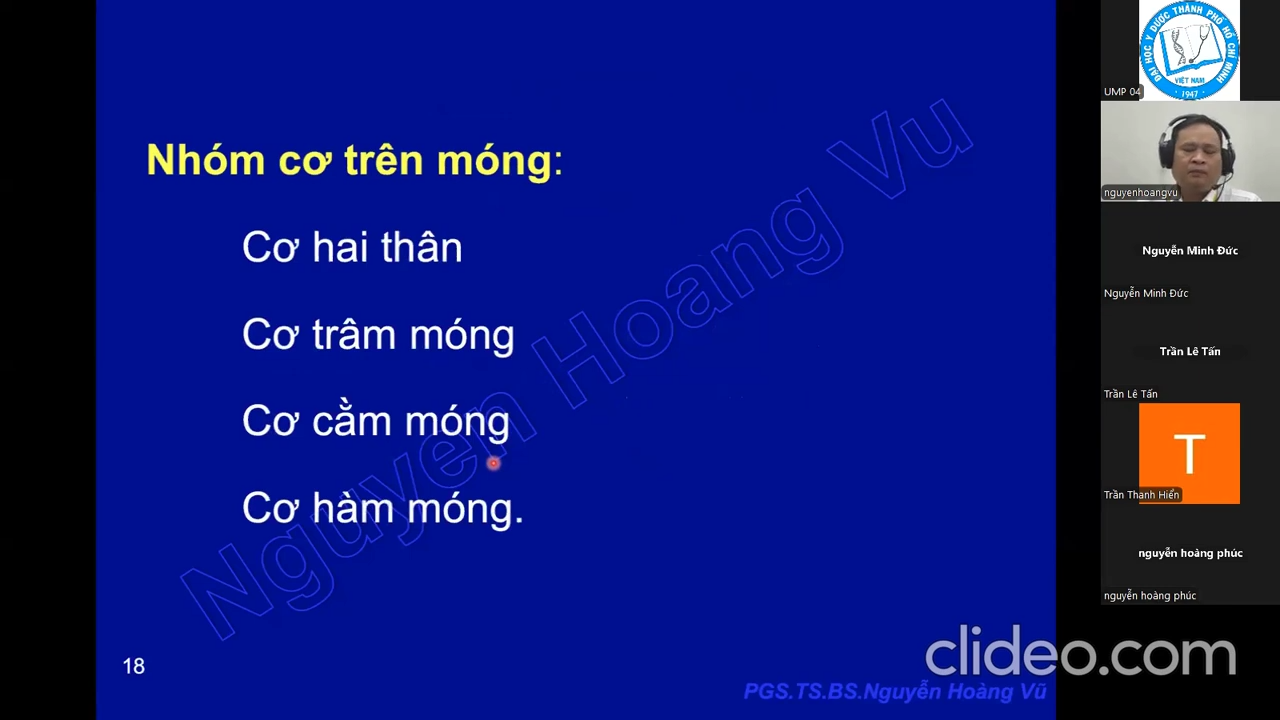 Nhóm cơ trên móng:
Cơ hai thân
Cơ trâm móng
Cơ cằm móng
Cơ hàm móng.
Nguyen Hoang Vu
18
PGS.TS.BS.Nguyễn Hoàng Vũ
clideo.com
ĐẠI HỌC Y DƯỢC THÀNH PHỐ HỒ CHÍ MINH
VIỆT NAM
1947
UMP 04
nguyenhoangvu
Nguyễn Minh Đức
Nguyễn Minh Đức
Trần Lê Tấn
Trần Lê Tấn
T
Trần Thanh Hiển
nguyễn hoàng phúc
nguyễn hoàng phúc